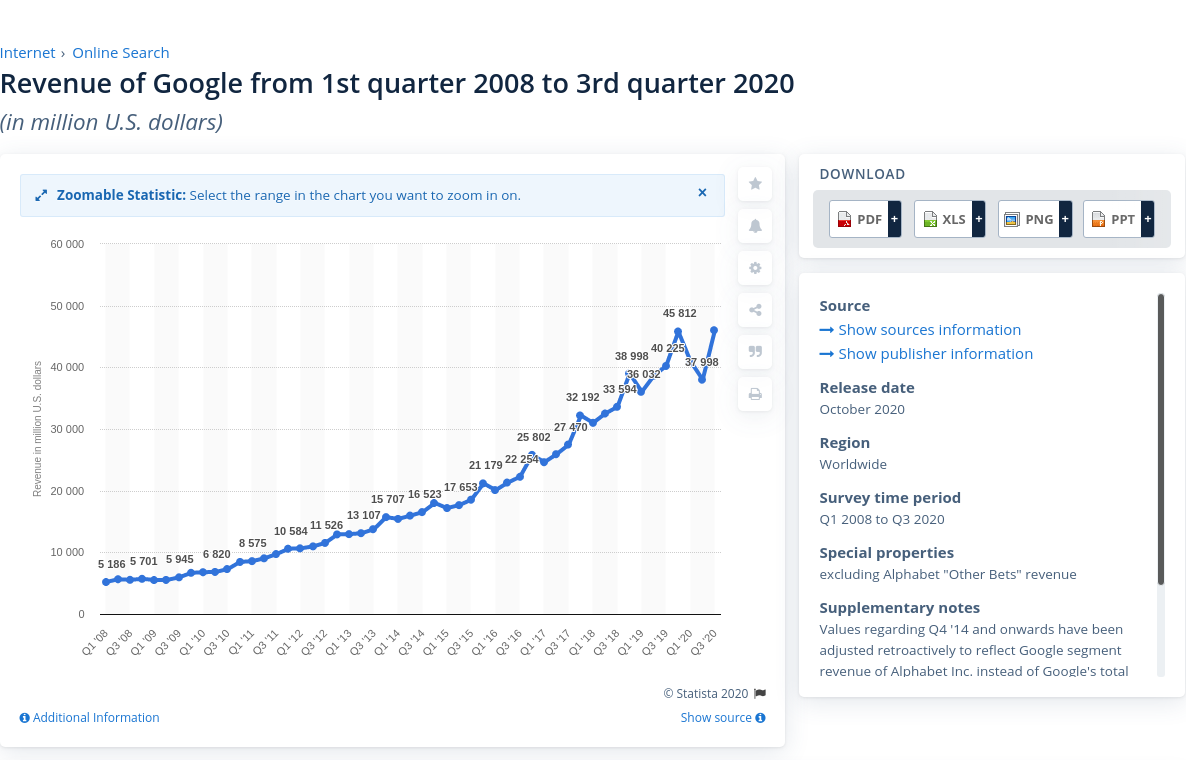 Internet › Online Search
Revenue of Google from 1st quarter 2008 to 3rd quarter 2020
(in million U.S. dollars)
Zoomable Statistic: Select the range in the chart you want to zoom in on. ×
60 000
50 000
40 000
30 000
20 000
10 000
0
Revenue in million U.S. dollars
5 186
5 701
5 945
6 820
8 575
10 584
11 526
13 107
15 707
16 523
17 653
21 179
22 254
25 802
27 470
32 192
33 594
38 998
36 032
40 225
45 812
37 998
Q1 '08
Q3 '08
Q1 '09
Q3 '09
Q1 '10
Q3 '10
Q1 '11
Q3 '11
Q1 '12
Q3 '12
Q1 '13
Q3 '13
Q1 '14
Q3 '14
Q1 '15
Q3 '15
Q1 '16
Q3 '16
Q1 '17
Q3 '17
Q1 '18
Q3 '18
Q1 '19
Q3 '19
Q1 '20
Q3 '20
© Statista 2020
Additional Information
Show source
DOWNLOAD
PDF + XLS + PNG + PPT +
Source
Show sources information
Show publisher information
Release date
October 2020
Region
Worldwide
Survey time period
Q1 2008 to Q3 2020
Special properties
excluding Alphabet "Other Bets" revenue
Supplementary notes
Values regarding Q4 '14 and onwards have been
adjusted retroactively to reflect Google segment
revenue of Alphabet Inc. instead of Google's total